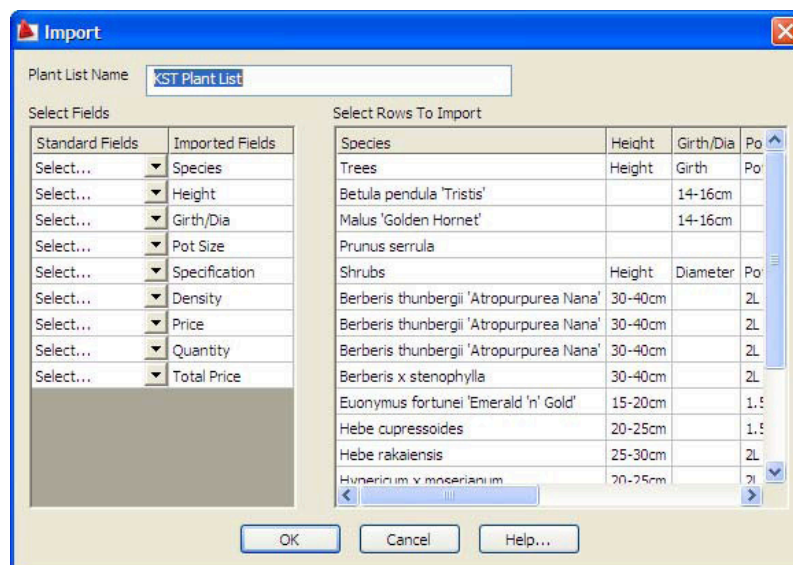 Import
Plant List Name KST Plant List
Select Fields
Standard Fields Imported Fields
Select... Species
Select... Height
Select... Girth/Dia
Select... Pot Size
Select... Specification
Select... Density
Select... Price
Select... Quantity
Select... Total Price
Select Rows To Import
Species Height Girth/Dia
Trees Height Girth
Betula pendula 'Tristis' 14-16cm
Malus 'Golden Hornet' 14-16cm
Prunus serrula
Shrubs Height Diameter
Berberis thunbergii 'Atropurpurea Nana' 30-40cm 2L
Berberis thunbergii 'Atropurpurea Nana' 30-40cm 2L
Berberis thunbergii 'Atropurpurea Nana' 30-40cm 2L
Berberis x stenophylla 30-40cm 2L
Euonymus fortunei 'Emerald 'n' Gold' 15-20cm
Hebe cupressoides 20-25cm
Hebe rakaiensis 25-30cm 2L
Hypericum x moserianum 20-25cm 2L
OK Cancel Help...